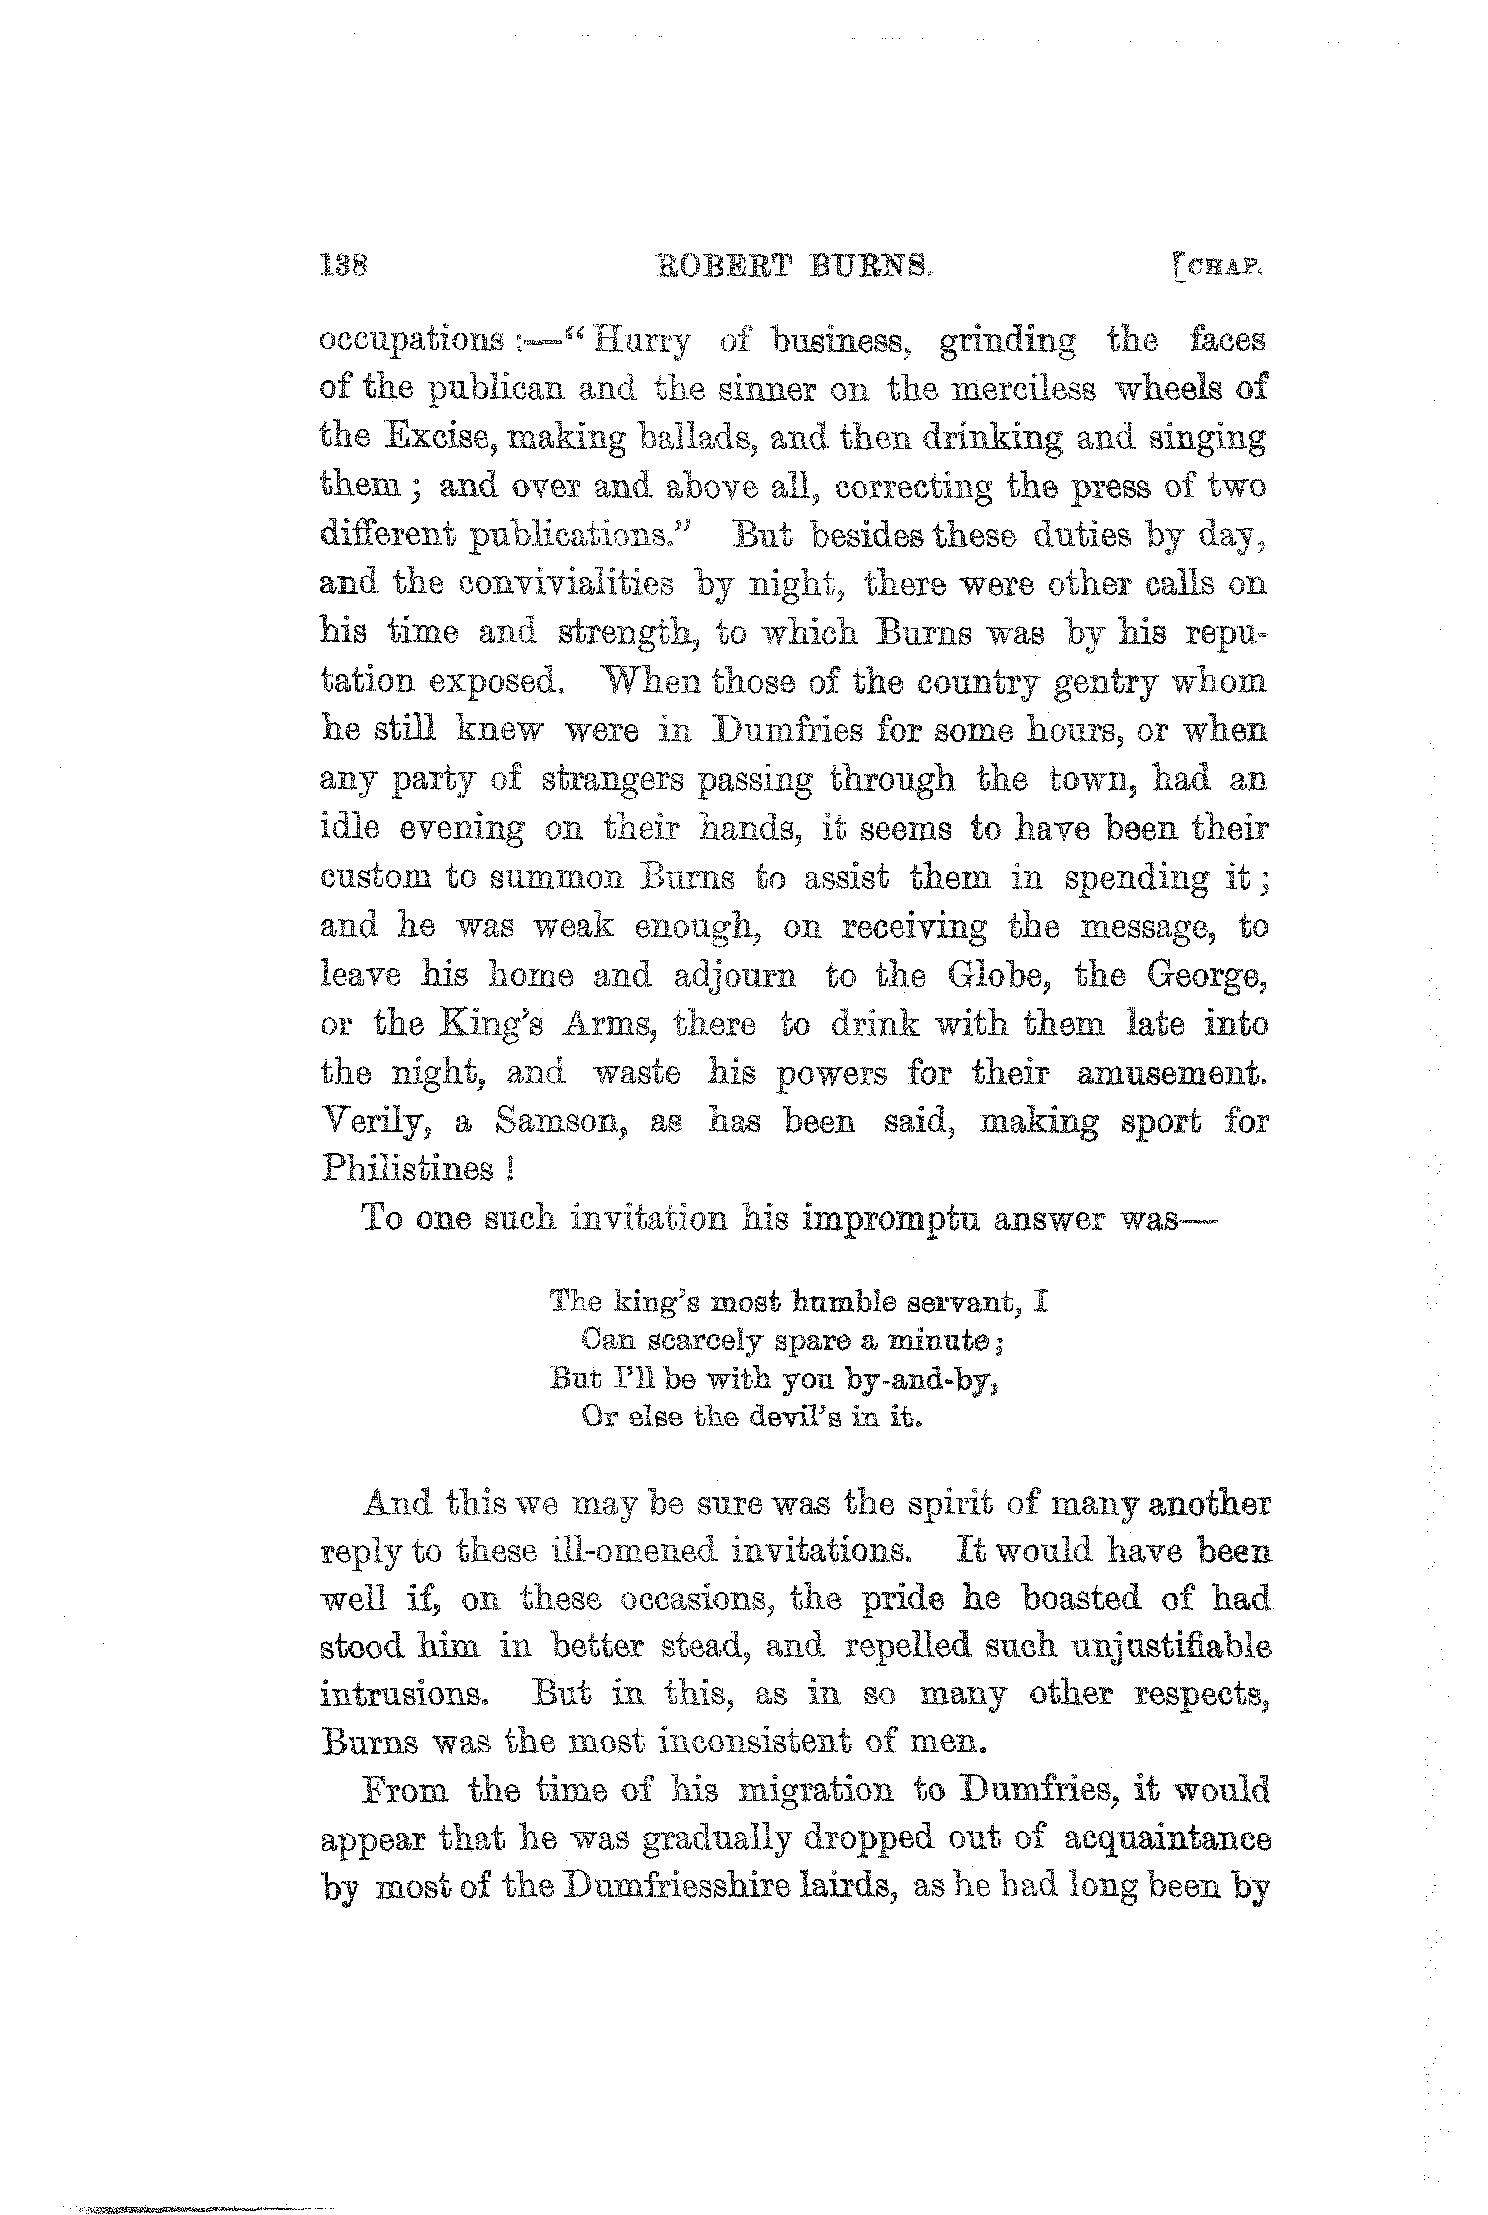 138 ROBERT BURNS. [CHAP.
occupations :—“Hurry of business, grinding the faces
of the publican and the sinner on the merciless wheels of
the Excise, making ballads, and then drinking and singing
them ; and over and above all, correcting the press of two
different publications.” But besides these duties by day,
and the convivialities by night, there were other calls on
his time and strength, to which Burns was by his repu-
tation exposed. When those of the country gentry whom
he still knew were in Dumfries for some hours, or when
any party of strangers passing through the town, had an
idle evening on their hands, it seems to have been their
custom to summon Burns to assist them in spending it ;
and he was weak enough, on receiving the message, to
leave his home and adjourn to the Globe, the George,
or the King’s Arms, there to drink with them late into
the night, and waste his powers for their amusement.
Verily, a Samson, as has been said, making sport for
Philistines !
To one such invitation his impromptu answer was—
The king’s most humble servant, I
Can scarcely spare a minute ;
But I’ll be with you by-and-by,
Or else the devil’s in it.
And this we may be sure was the spirit of many another
reply to these ill-omened invitations. It would have been
well if, on these occasions, the pride he boasted of had
stood him in better stead, and repelled such unjustifiable
intrusions. But in this, as in so many other respects,
Burns was the most inconsistent of men.
From the time of his migration to Dumfries, it would
appear that he was gradually dropped out of acquaintance
by most of the Dumfriesshire lairds, as he had long been by